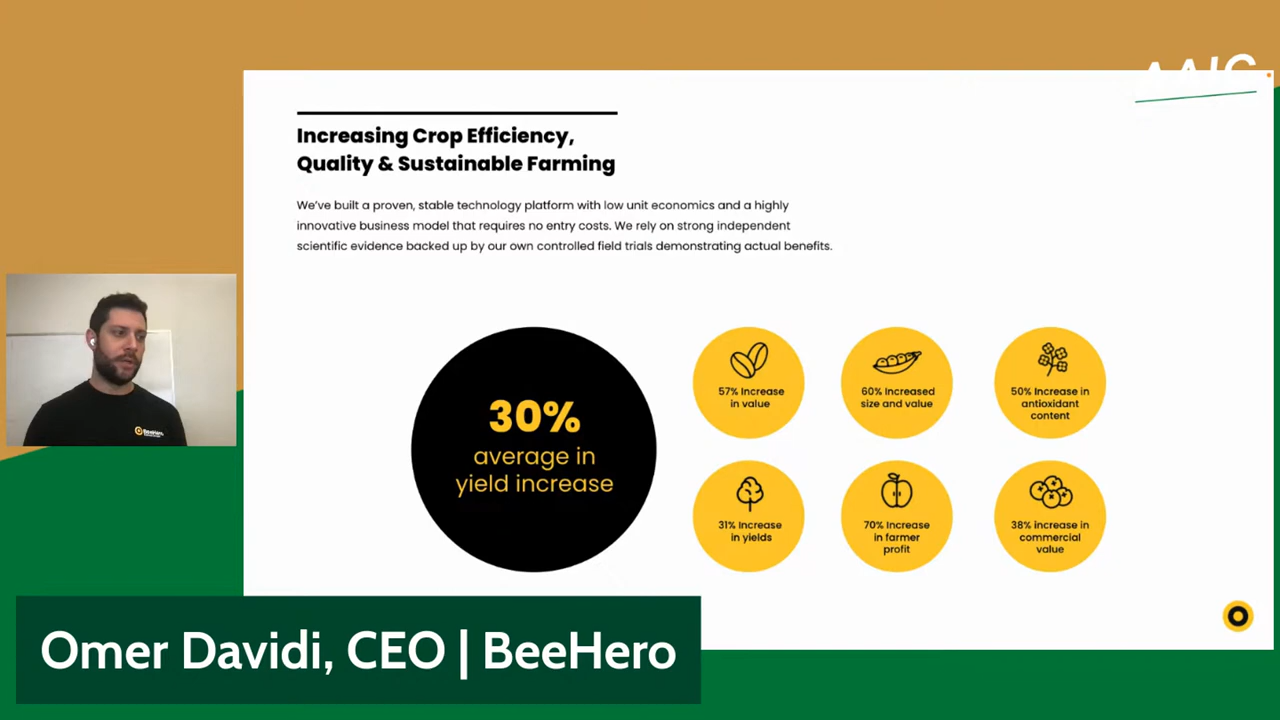 AAIC
Increasing Crop Efficiency,
Quality & Sustainable Farming
We've built a proven, stable technology platform with low unit economics and a highly
innovative business model that requires no entry costs. We rely on strong independent
scientific evidence backed up by our own controlled field trials demonstrating actual benefits.
30%
average in
yield increase
57% Increase
in value
60% Increased
size and value
50% Increase in
antioxidant
content
31% Increase
in yields
70% Increase
in farmer
profit
38% increase in
commercial
value
BeeHero.
Omer Davidi, CEO | BeeHero